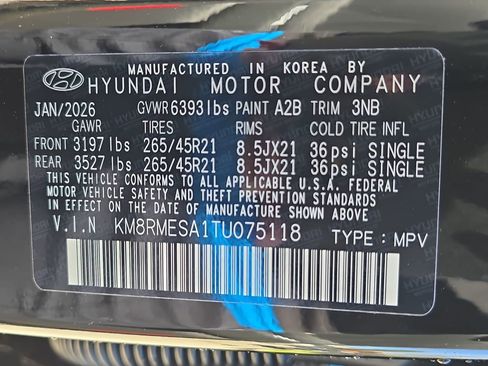 MANUFACTURED IN KOREA BY
HYUNDAI MOTOR COMPANY
JAN/2026 GVWR 6393lbs PAINT A2B TRIM 3NB
GAWR TIRES RIMS COLD TIRE INFL
FRONT 3197 lbs 265/45R21 8.5JX21 36psi SINGLE
REAR 3527 lbs 265/45R21 8.5JX21 36psi SINGLE
THIS VEHICLE CONFORMS TO ALL APPLICABLE U.S.A. FEDERAL
MOTOR VEHICLE SAFETY AND THEFT PREVENTION STANDARDS
IN EFFECT ON THE DATE OF MANUFACTURE SHOWN ABOVE.
V.I.N KM8RMESA1TU075118 TYPE : MPV